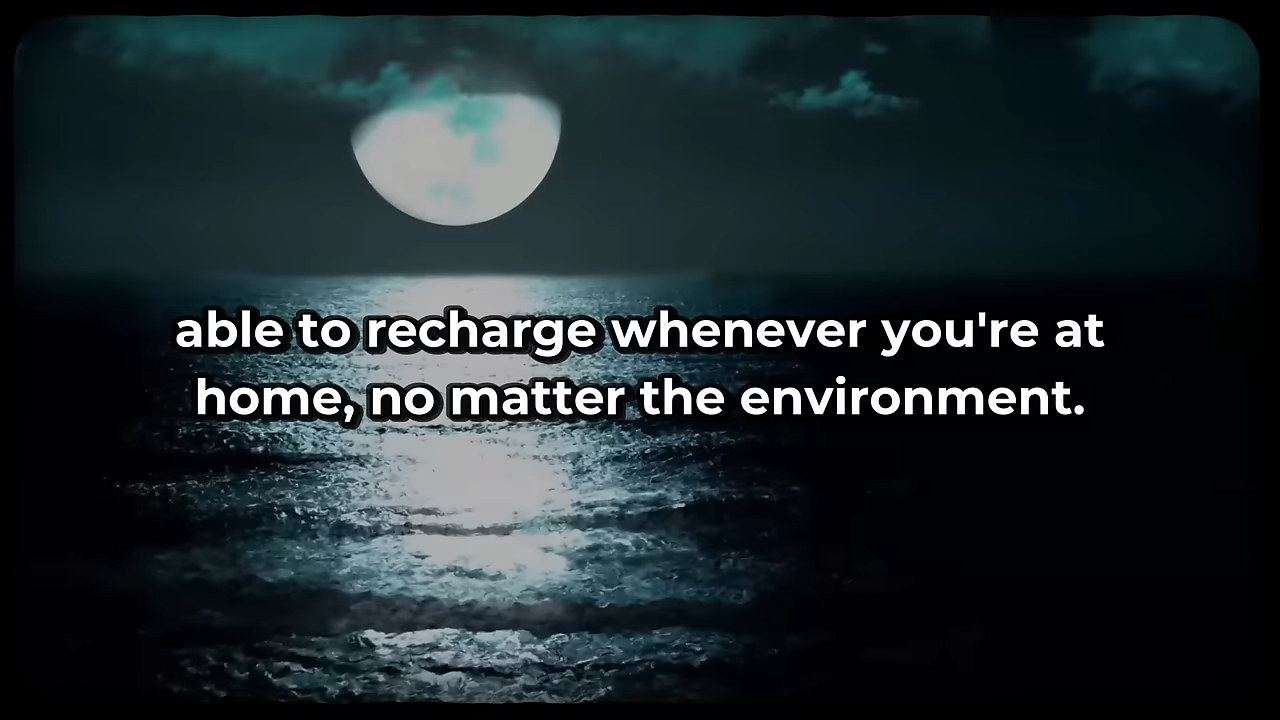 able to recharge whenever you're at
home, no matter the environment.